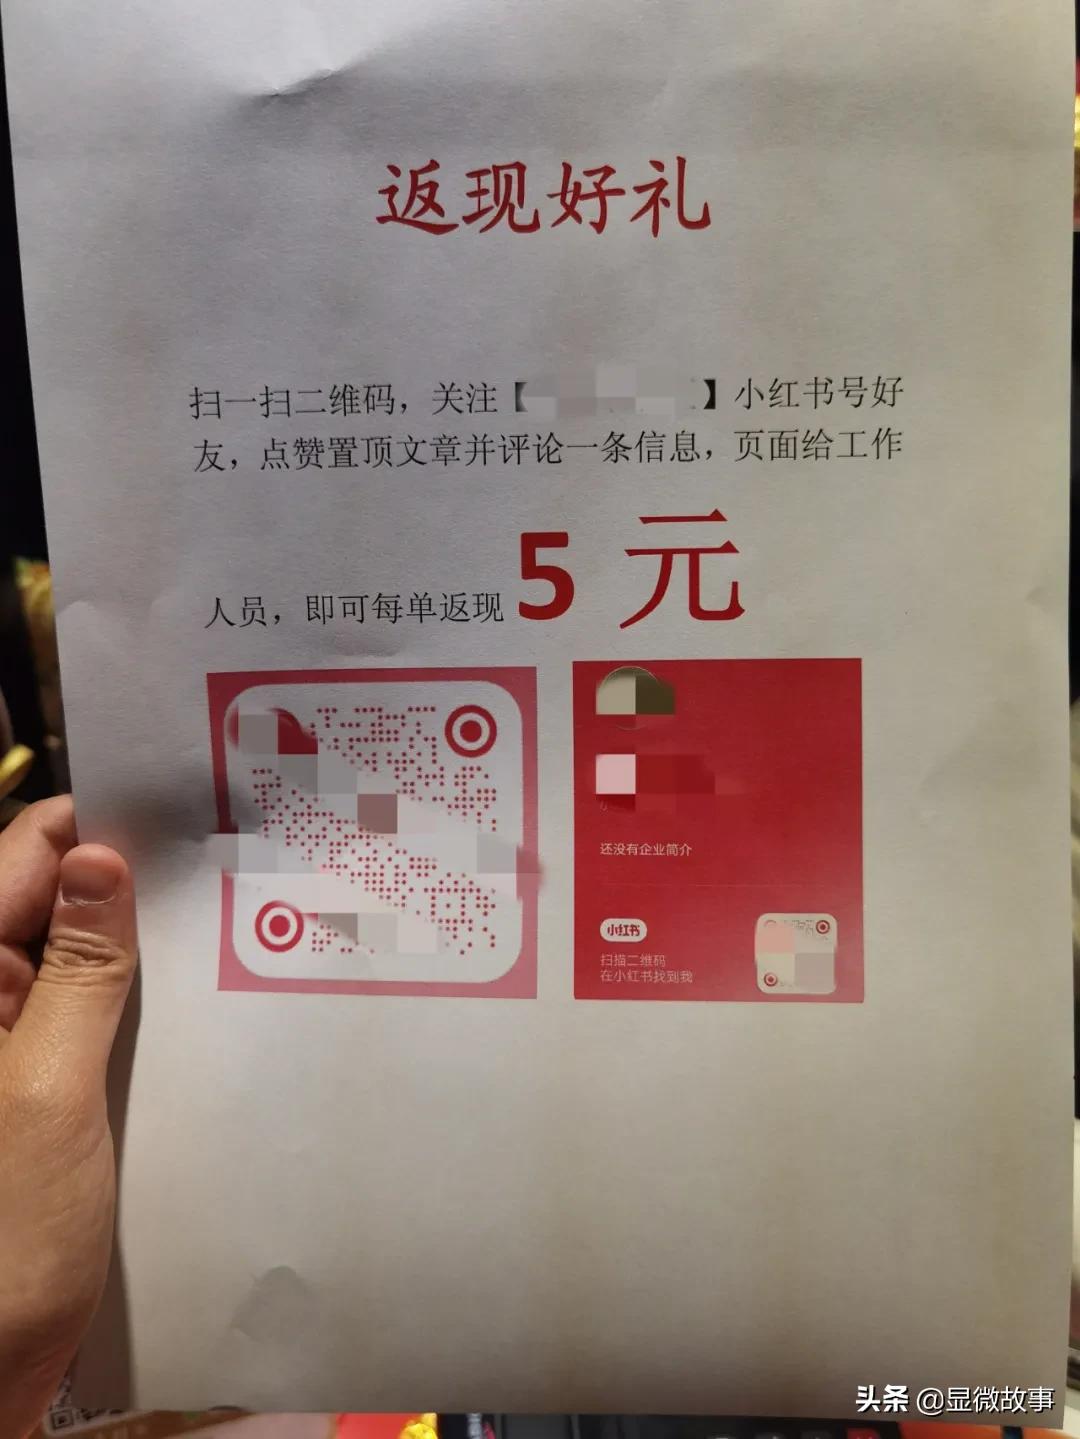 返现好礼
扫一扫二维码，关注【 】小红书号好
友，点赞置顶文章并评论一条信息，页面给工作
人员，即可每单返现5元
还没有企业简介
小红书
扫描二维码
在小红书找到我
头条 @显微故事